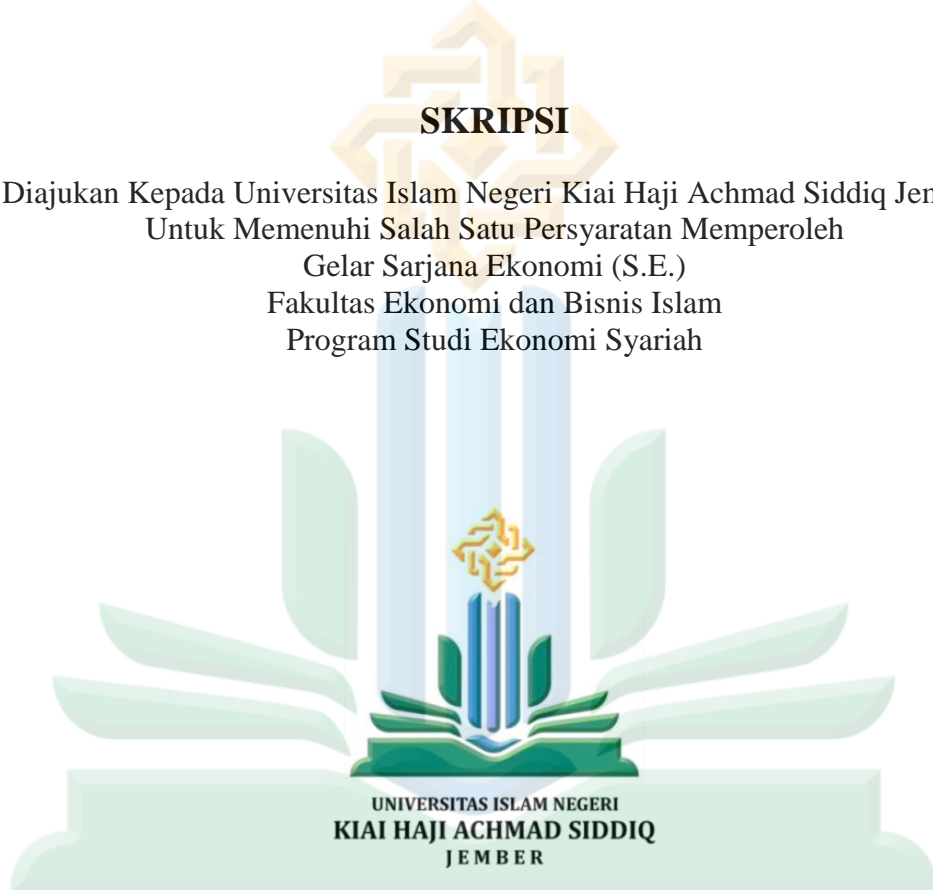 SKRIPSI
Diajukan Kepada Universitas Islam Negeri Kiai Haji Achmad Siddiq
Untuk Memenuhi Salah Satu Persyaratan Memperoleh
Gelar Sarjana Ekonomi (S.E.)
Fakultas Ekonomi dan Bisnis Islam
Program Studi Ekonomi Syariah
UNIVERSITAS ISLAM NEGERI
KIAI HAJI ACHMAD SIDDIQ
JEMBER